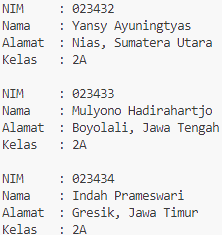 NIM : 023432
Nama : Yansy Ayuningtyas
Alamat : Nias, Sumatera Utara
Kelas : 2A
NIM : 023433
Nama : Mulyono Hadirahartjo
Alamat : Boyolali, Jawa Tengah
Kelas : 2A
NIM : 023434
Nama : Indah Prameswari
Alamat : Gresik, Jawa Timur
Kelas : 2A